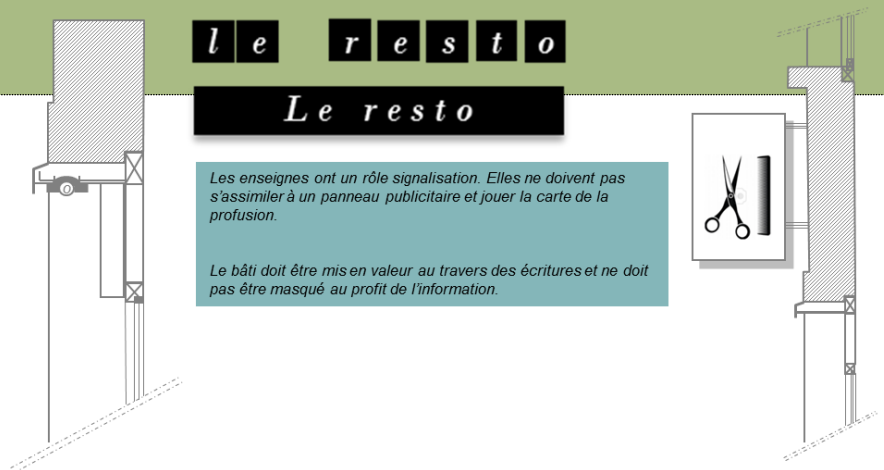 le resto
Le resto
Les enseignes ont un rôle signalisation. Elles ne doivent pas
s'assimiler à un panneau publicitaire et jouer la carte de la
profusion.
Le bâti doit être mis en valeur au travers des écritures et ne doit
pas être masqué au profit de l'information.